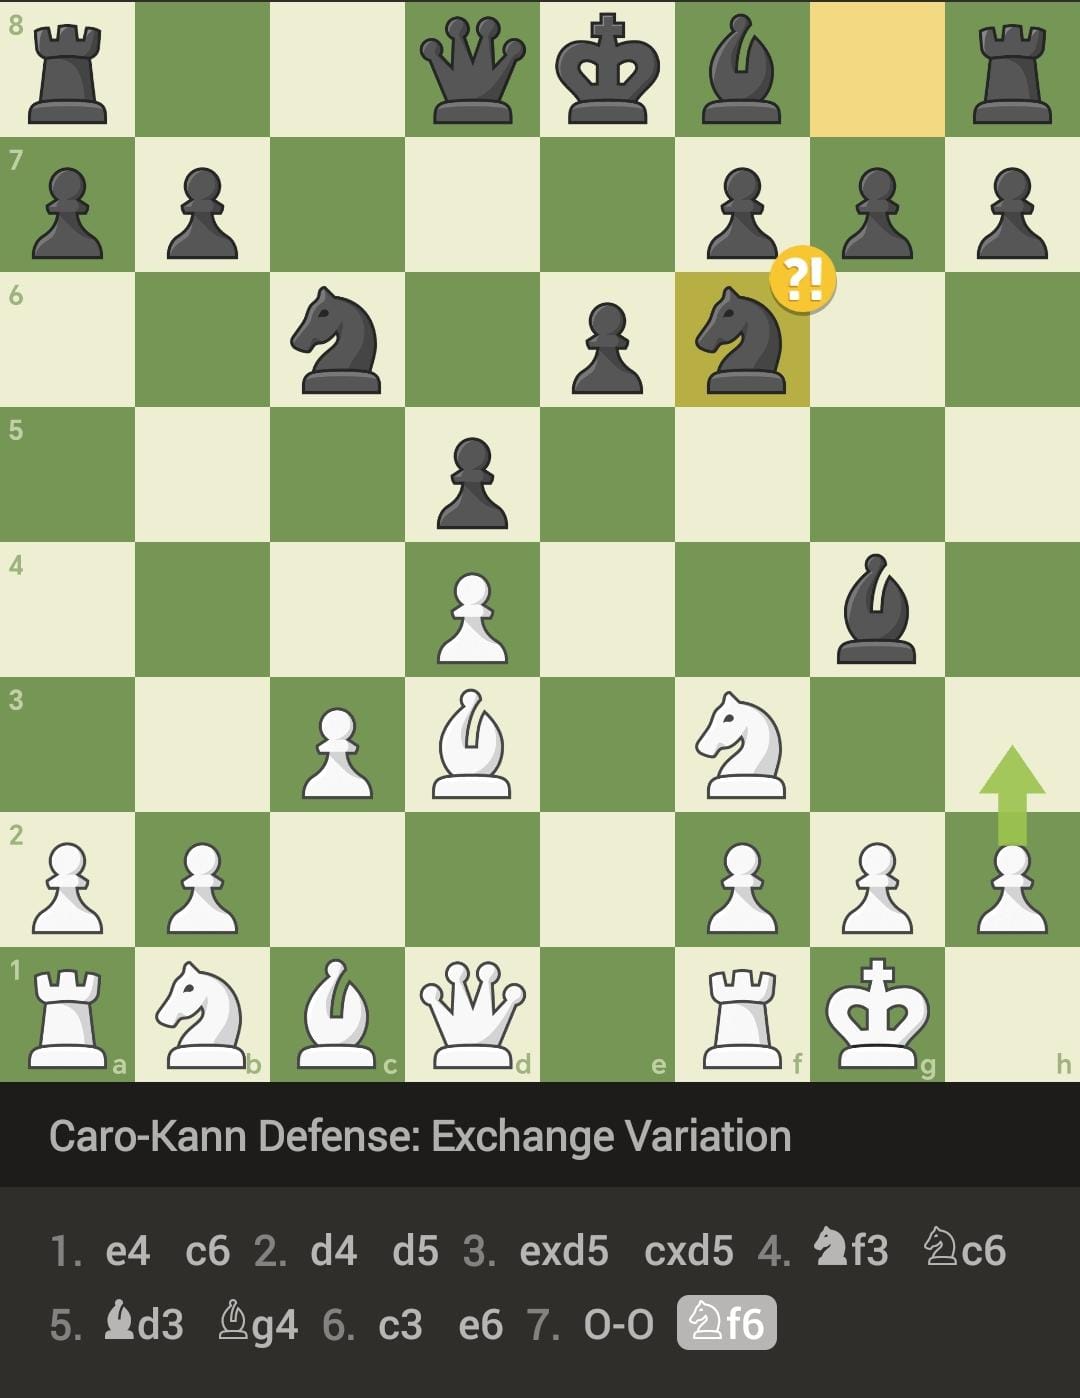 8
7
?!
6
5
4
3
2
1 a b c d e f g h
Caro-Kann Defense: Exchange Variation
1. e4 c6 2. d4 d5 3. exd5 cxd5 4. ♞f3 ♘c6
5. ♝d3 ♗g4 6. c3 e6 7. O-O ♘f6